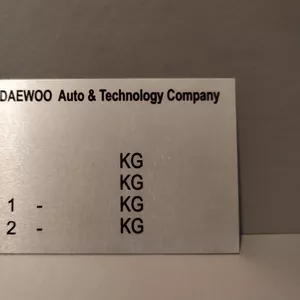 DAEWOO Auto & Technology Company
KG
KG
1 - KG
2 - KG